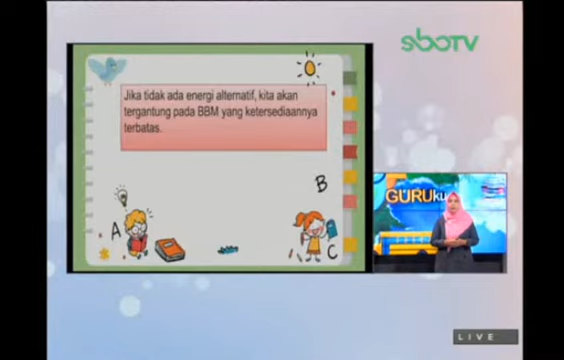 sboTV
Jika tidak ada energi alternatif, kita akan
tergantung pada BBM yang ketersediaannya
terbatas.
B
A
C
GURUku
LIVE